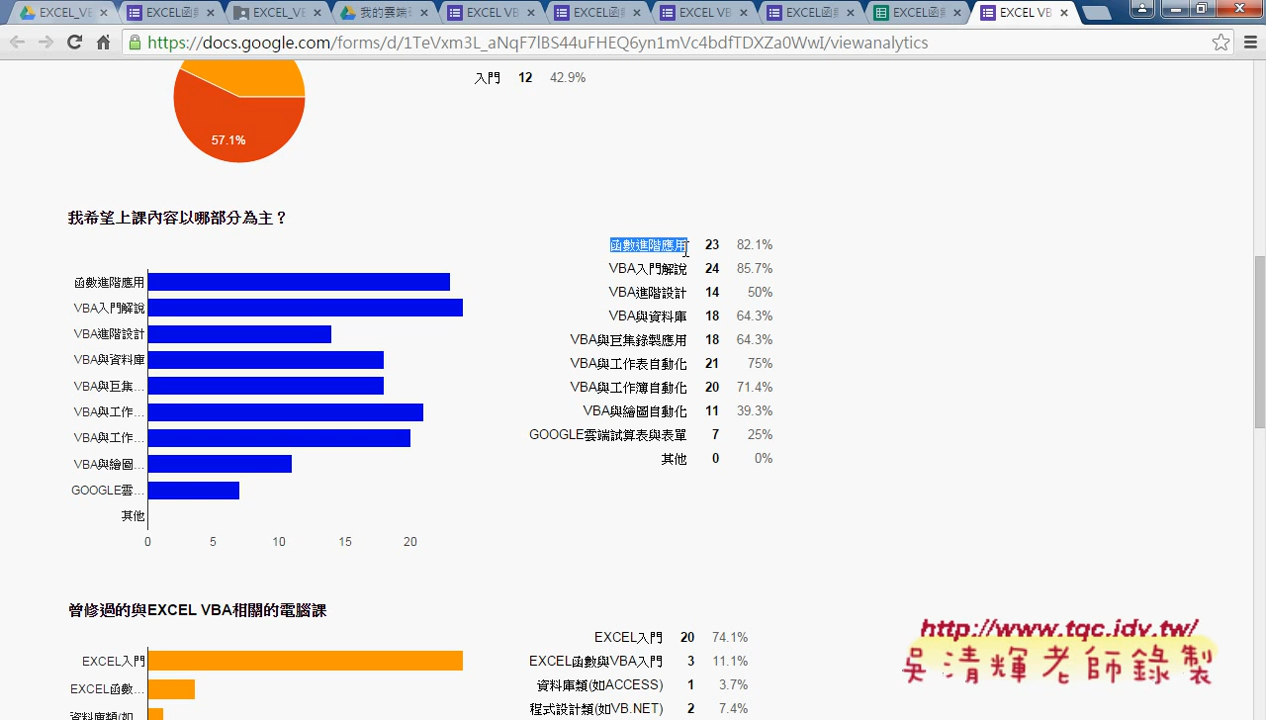 EXCEL_VB
EXCEL函
EXCEL_V
我的雲端
EXCEL VB
EXCEL函
EXCEL VB
EXCEL函
EXCEL函
EXCEL VB
https://docs.google.com/forms/d/1TeVxm3L_aNqF7lBS44uFHEQ6yn1mVc4bdfTDXZa0WwI/viewanalytics
入門 12 42.9%
57.1%
我希望上課內容以哪部分為主？
函數進階應用 23 82.1%
VBA入門解說 24 85.7%
VBA進階設計 14 50%
VBA與資料庫 18 64.3%
VBA與巨集錄製應用 18 64.3%
VBA與工作表自動化 21 75%
VBA與工作簿自動化 20 71.4%
VBA與繪圖自動化 11 39.3%
GOOGLE雲端試算表與表單 7 25%
其他 0 0%
函數進階應用
VBA入門解說
VBA進階設計
VBA與資料庫
VBA與巨集...
VBA與工作...
VBA與工作...
VBA與繪圖...
GOOGLE雲...
其他
0 5 10 15 20
曾修過的與EXCEL VBA相關的電腦課
EXCEL入門 20 74.1%
EXCEL函數與VBA入門 3 11.1%
資料庫類(如ACCESS) 1 3.7%
程式設計類(如VB.NET) 2 7.4%
EXCEL入門
EXCEL函數...
資料庫類(如...
http://www.tqc.idv.tw/
吳清輝老師錄製